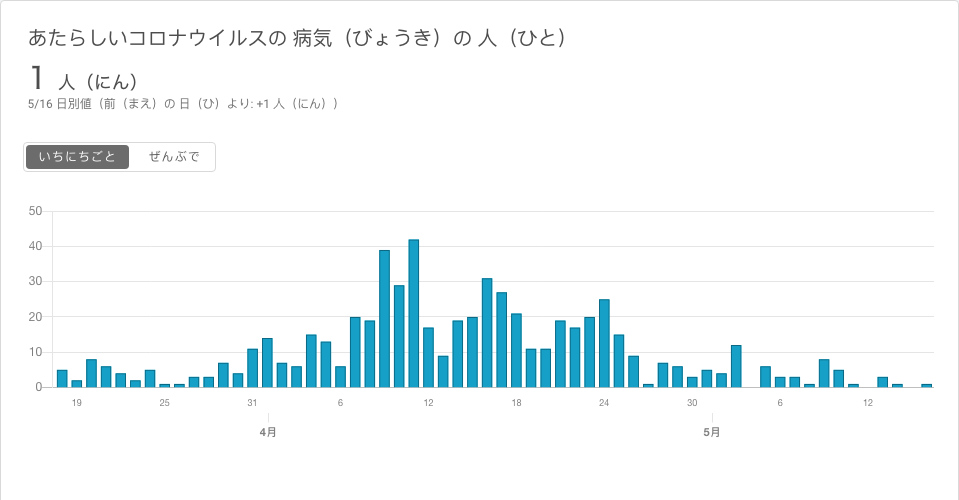 あたらしいコロナウイルスの 病気（びょうき）の 人（ひと）
1 人（にん）
5/16 日別値（前（まえ）の 日（ひ）より: +1 人（にん））
いちにちごと ぜんぶで
50
40
30
20
10
0
19 25 31 6 12 18 24 30 6 12
4月 5月